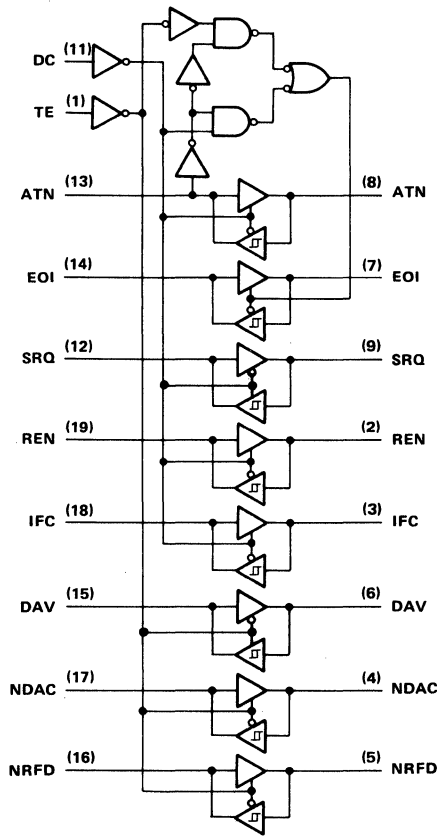 (11)
DC
(1)
TE
(13) (8)
ATN ATN
(14) (7)
EOI EOI
(12) (9)
SRQ SRQ
(19) (2)
REN REN
(18) (3)
IFC IFC
(15) (6)
DAV DAV
(17) (4)
NDAC NDAC
(16) (5)
NRFD NRFD